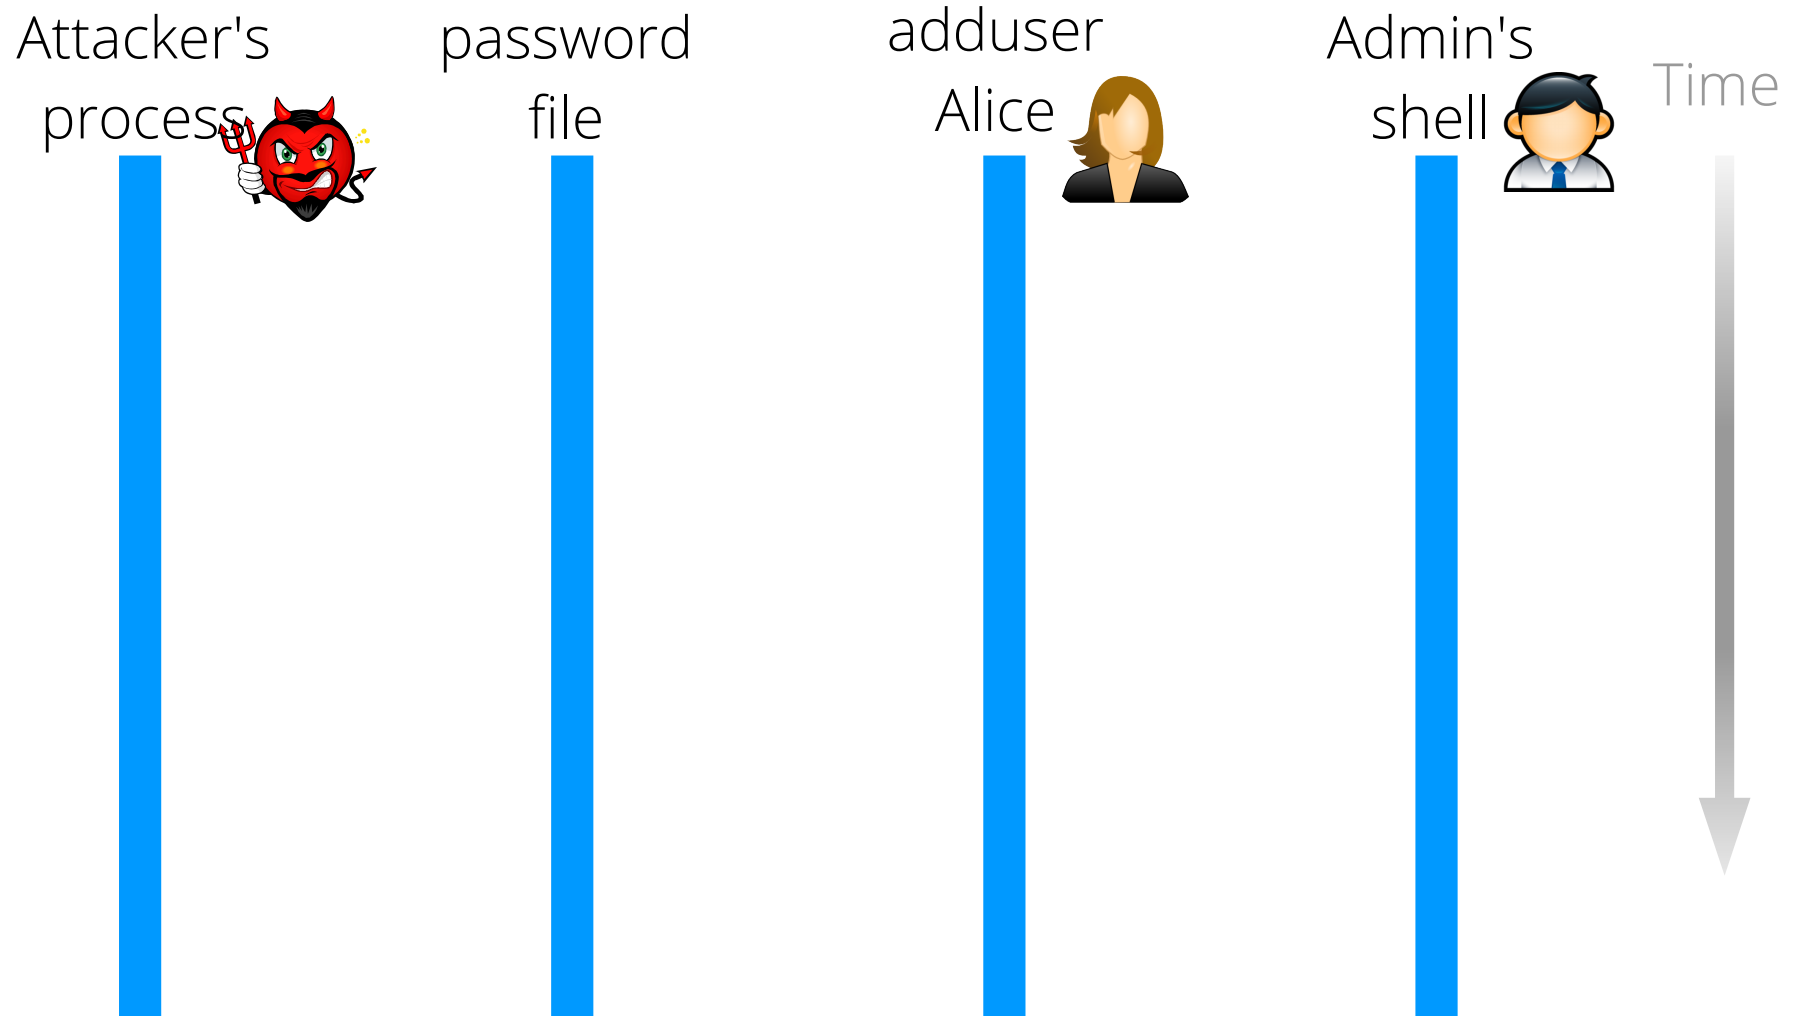 Attacker's
process
password
file
adduser
Alice
Admin's
shell
Time